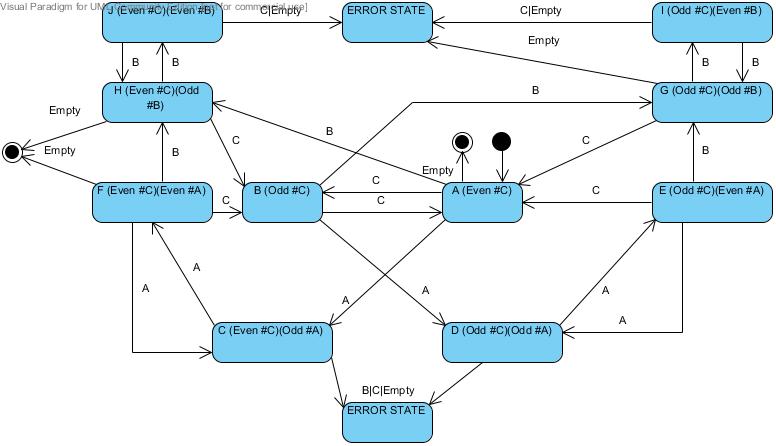 Visual Paradigm for UML Community Edition [not for commercial use]
J (Even #C)(Even #B)
C|Empty
ERROR STATE
C|Empty
I (Odd #C)(Even #B)
Empty
B
B
B
B
H (Even #C)(Odd
#B)
B
G (Odd #C)(Odd #B)
Empty
B
C
C
Empty
B
Empty
B
F (Even #C)(Even #A)
C
B (Odd #C)
C
C
A (Even #C)
C
E (Odd #C)(Even #A)
A
A
A
A
A
A
C (Even #C)(Odd #A)
D (Odd #C)(Odd #A)
B|C|Empty
ERROR STATE